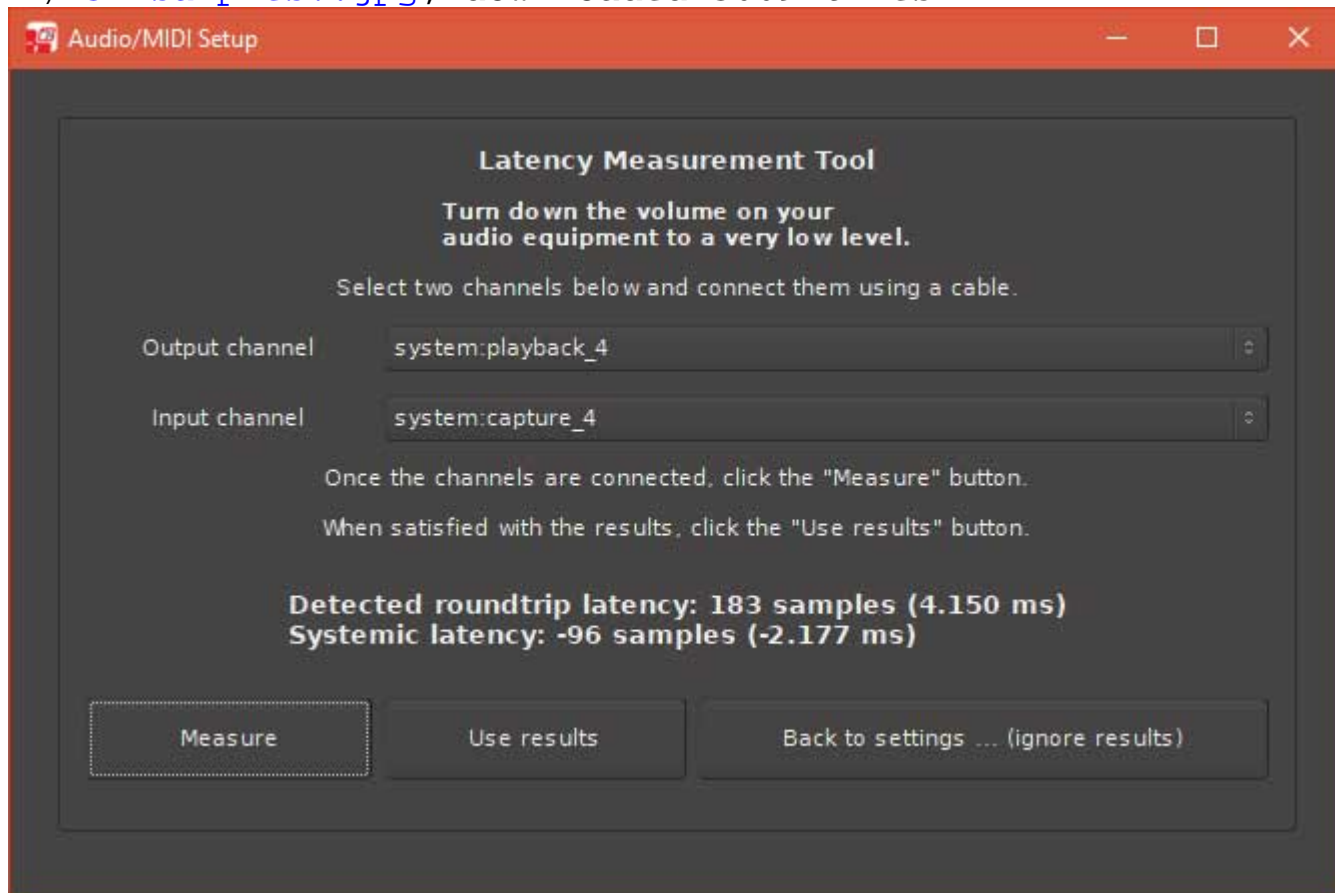 Audio/MIDI Setup
Latency Measurement Tool
Turn down the volume on your
audio equipment to a very low level.
Select two channels below and connect them using a cable.
Output channel system:playback_4
Input channel system:capture_4
Once the channels are connected, click the "Measure" button.
When satisfied with the results, click the "Use results" button.
Detected roundtrip latency: 183 samples (4.150 ms)
Systemic latency: -96 samples (-2.177 ms)
Measure Use results Back to settings ... (ignore results)